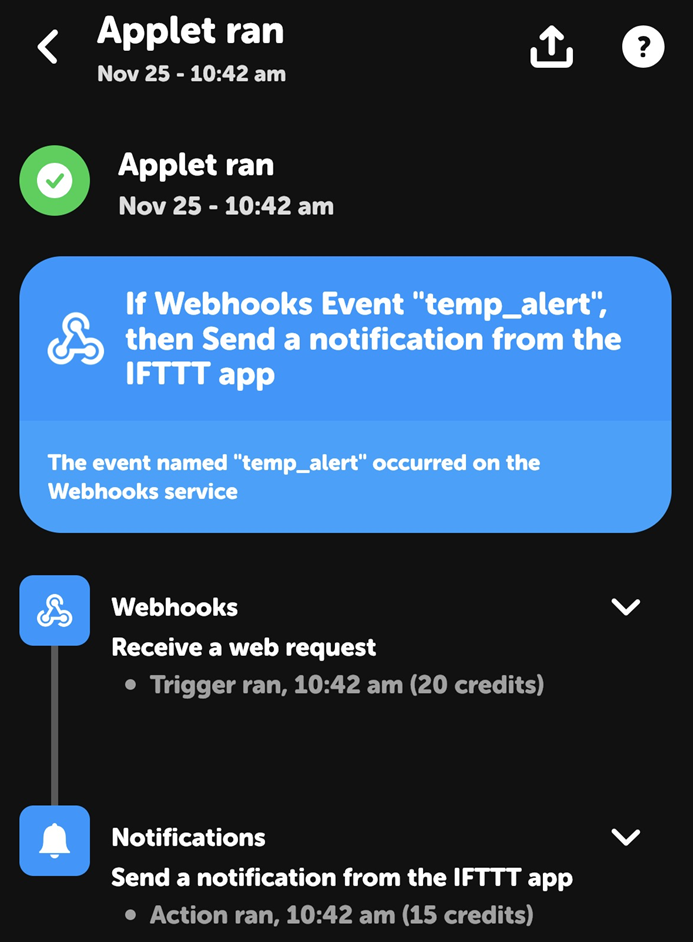 Applet ran
Nov 25 - 10:42 am
?
Applet ran
Nov 25 - 10:42 am
If Webhooks Event "temp_alert",
then Send a notification from the
IFTTT app
The event named "temp_alert" occurred on the
Webhooks service
Webhooks
Receive a web request
• Trigger ran, 10:42 am (20 credits)
Notifications
Send a notification from the IFTTT app
• Action ran, 10:42 am (15 credits)